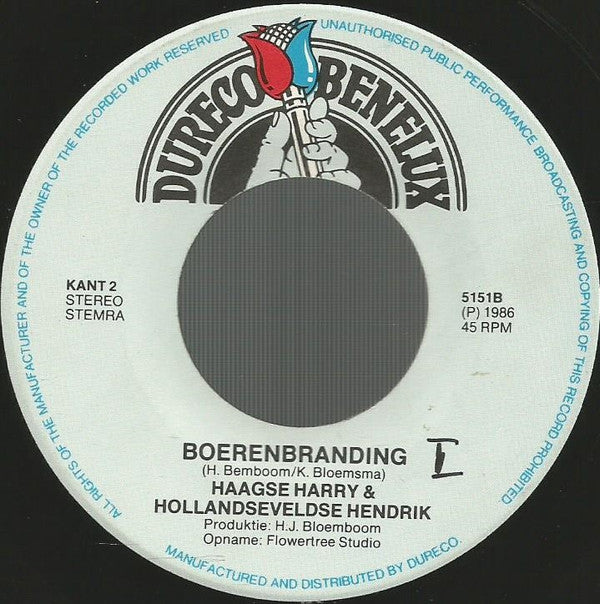 ALL RIGHTS OF THE MANUFACTURER AND OF THE OWNER OF THE RECORDED WORK RESERVED
UNAUTHORISED PUBLIC PERFORMANCE BROADCASTING AND COPYING OF THIS RECORD PROHIBITED
DURECO BENELUX
KANT 2
STEREO
STEMRA
5151B
(P) 1986
45 RPM
BOERENBRANDING I
(H. Bemboom/K. Bloemsma)
HAAGSE HARRY &
HOLLANDSEVELDSE HENDRIK
Produktie: H.J. Bloemboom
Opname: Flowertree Studio
MANUFACTURED AND DISTRIBUTED BY DURECO.